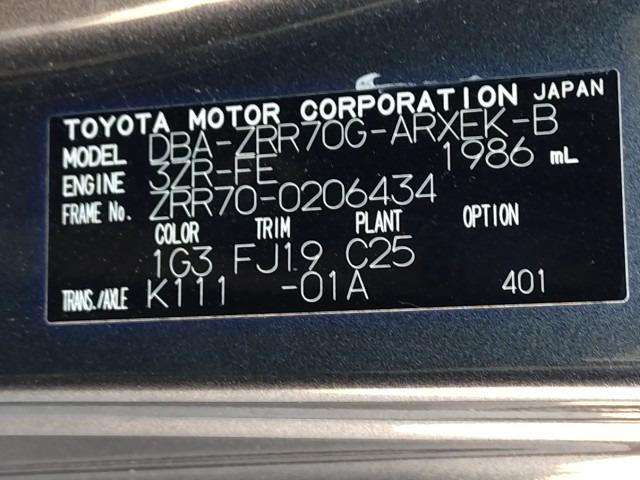 TOYOTA MOTOR CORPORATION JAPAN
MODEL DBA-ZRR70G-ARXEK-B
ENGINE 3ZR-FE 1986 mL
FRAME No. ZRR70-0206434
COLOR TRIM PLANT OPTION
1G3 FJ19 C25
TRANS./AXLE K111 -01A 401